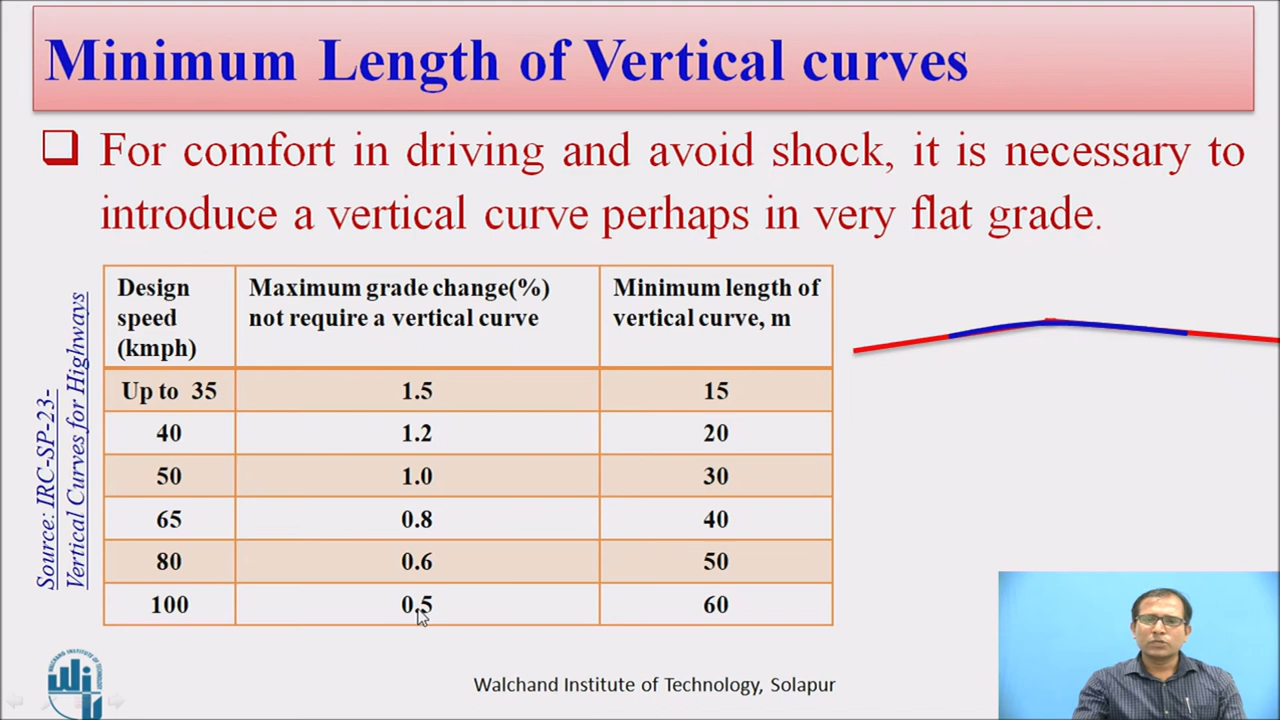 Minimum Length of Vertical curves
For comfort in driving and avoid shock, it is necessary to
introduce a vertical curve perhaps in very flat grade.
Source: IRC-SP-23-
Vertical Curves for Highways
Design speed (kmph) Maximum grade change(%) not require a vertical curve Minimum length of vertical curve, m
Up to 35 1.5 15
40 1.2 20
50 1.0 30
65 0.8 40
80 0.6 50
100 0.5 60
WALCHAND INSTITUTE OF TECHNOLOGY
Walchand Institute of Technology, Solapur